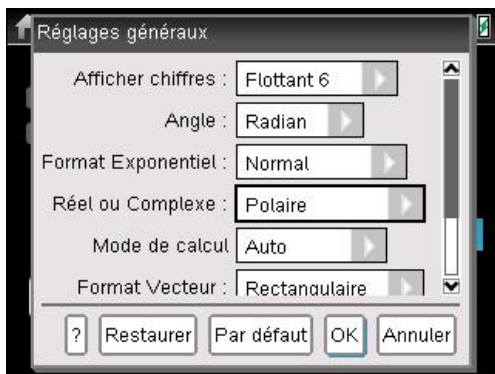 Réglages généraux
Afficher chiffres : Flottant 6
Angle : Radian
Format Exponentiel : Normal
Réel ou Complexe : Polaire
Mode de calcul Auto
Format Vecteur : Rectangulaire
? Restaurer Par défaut OK Annuler